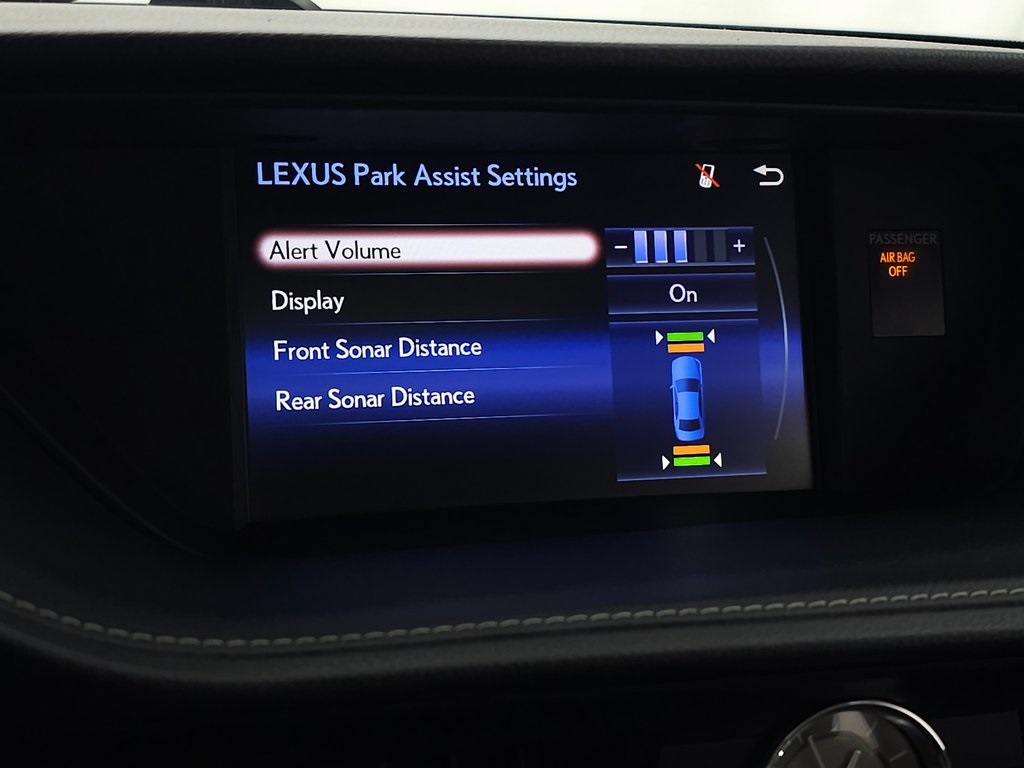 LEXUS Park Assist Settings
Alert Volume
− +
Display
On
Front Sonar Distance
Rear Sonar Distance
PASSENGER
AIR BAG
OFF